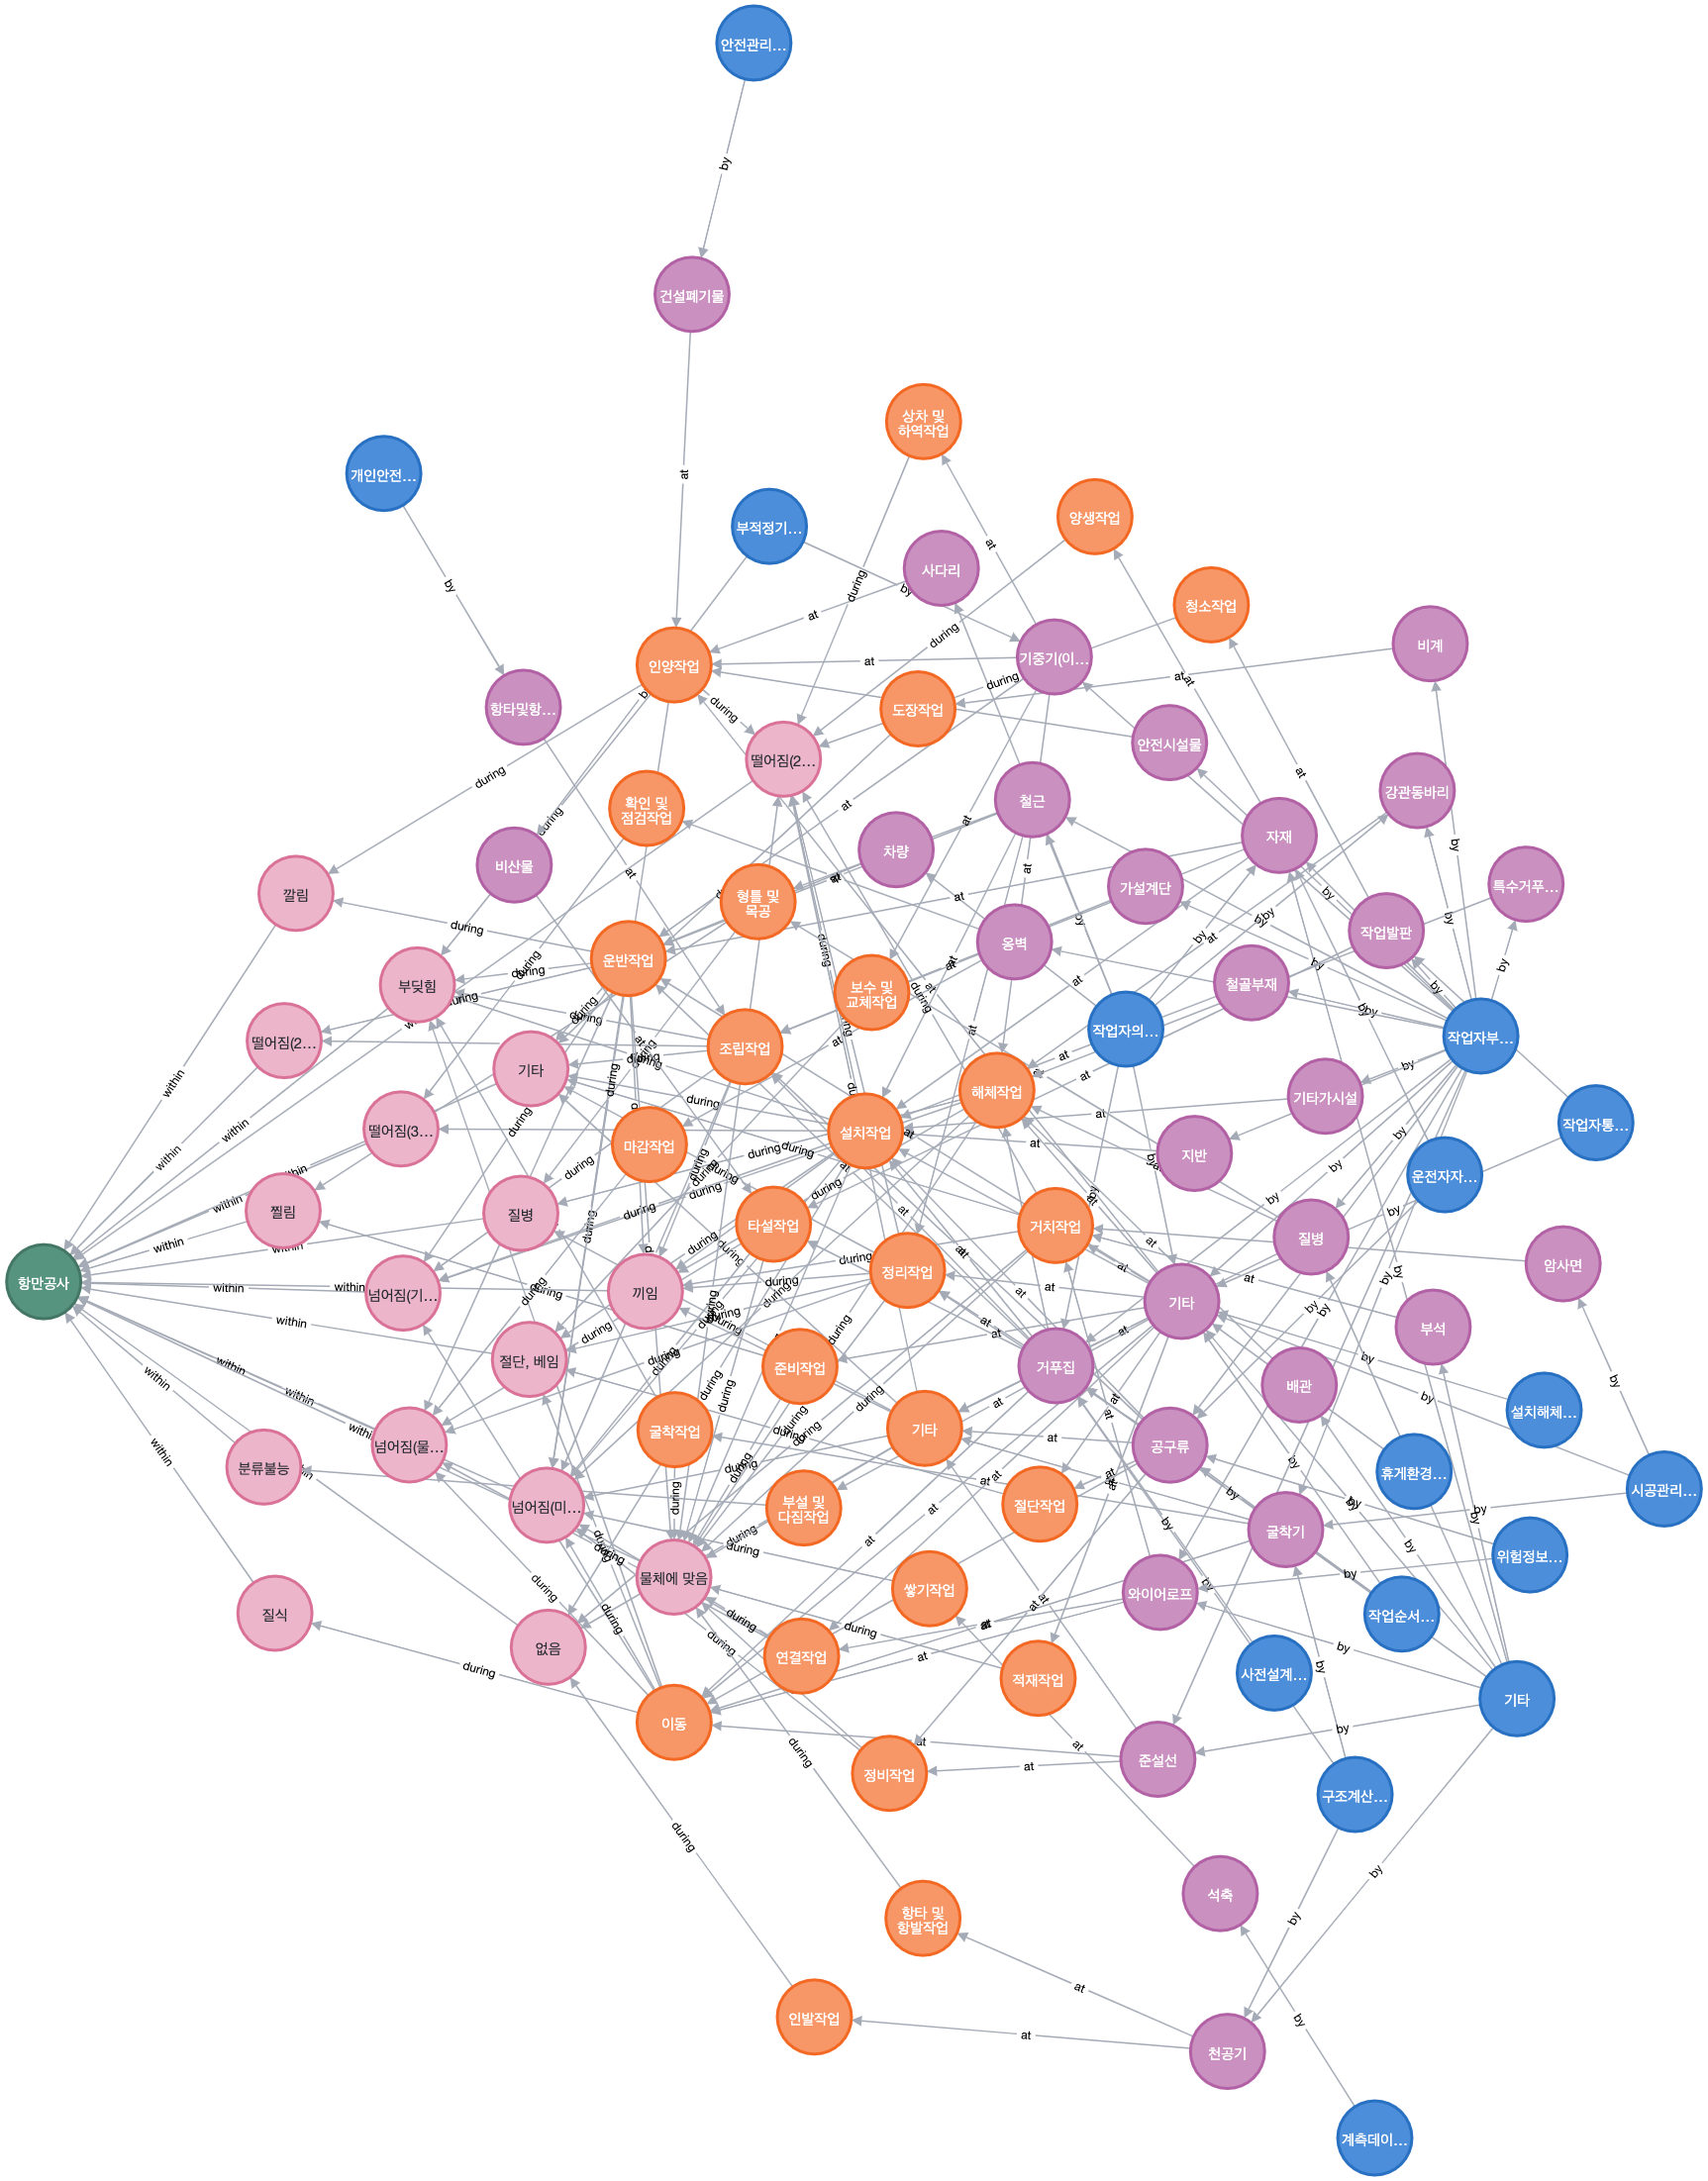 안전관리...
by
건설폐기물
at
상차 및
하역작업
개인안전...
부적정기...
양생작업
사다리
청소작업
비계
기중기(이...
인양작업
항타및항...
도장작업
안전시설물
떨어짐(2...
강관동바리
확인 및
점검작업
철근
자재
차량
비산물
깔림
형틀 및
목공
가설계단
특수거푸...
작업발판
옹벽
운반작업
부딪힘
보수 및
교체작업
철골부재
작업자의...
작업자부...
떨어짐(2...
조립작업
기타
해체작업
기타가시설
작업자통...
떨어짐(3...
설치작업
마감작업
지반
운전자자...
찔림
질병
타설작업
거치작업
질병
암사면
항만공사
정리작업
넘어짐(기...
끼임
기타
부석
절단, 베임
준비작업
거푸집
배관
설치해체...
굴착작업
기타
넘어짐(물...
공구류
분류불능
휴게환경...
시공관리...
넘어짐(미...
부설 및
다짐작업
절단작업
굴착기
위험정보...
물체에 맞음
쌓기작업
와이어로프
작업순서...
질식
없음
연결작업
적재작업
사전설계...
기타
이동
정비작업
준설선
구조계산...
석축
항타 및
항발작업
인발작업
천공기
계측데이...
within
during
at
by